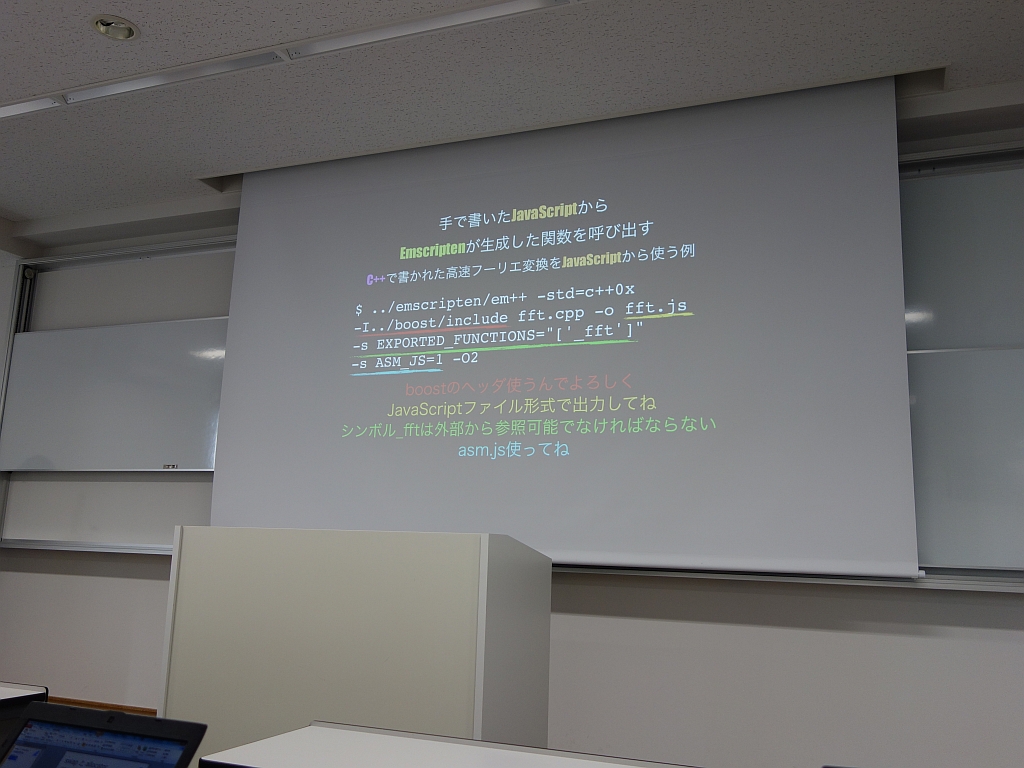 手で書いたJavaScriptから
Emscriptenが生成した関数を呼び出す
C++で書かれた高速フーリエ変換をJavaScriptから使う例
$ ../emscripten/em++ -std=c++0x
-I../boost/include fft.cpp -o fft.js
-s EXPORTED_FUNCTIONS="['_fft']"
-s ASM_JS=1 -O2
boostのヘッダ使うんでよろしく
JavaScriptファイル形式で出力してね
シンボル_fftは外部から参照可能でなければならない
asm.js使ってね